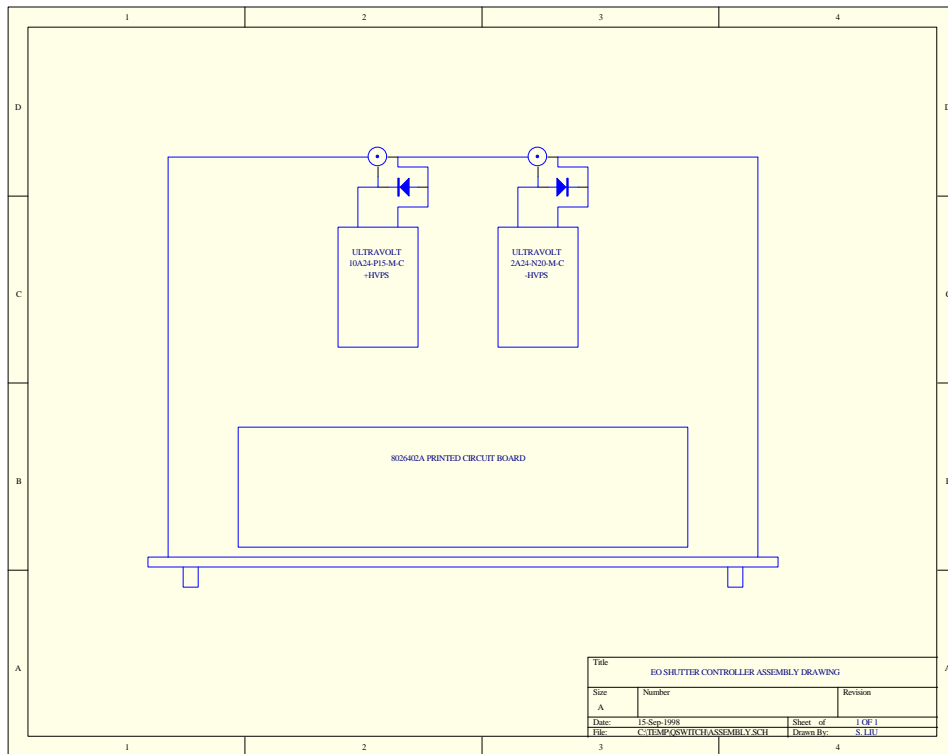 1 2 3 4
D D
ULTRAVOLT
10A24-P15-M-C
+HVPS
ULTRAVOLT
2A24-N20-M-C
-HVPS
C C
8026402A PRINTED CIRCUIT BOARD
B B
A A
Title
EO SHUTTER CONTROLLER ASSEMBLY DRAWING
Size Number Revision
A
Date: 15-Sep-1998 Sheet of 1 OF 1
File: C:\TEMP\QSWITCH\ASSEMBLY.SCH Drawn By: S. LIU
1 2 3 4